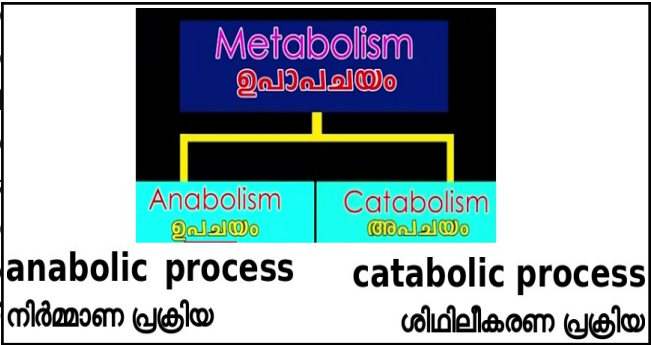 Metabolism
ഉപാപചയം
Anabolism
ഉപചയം
Catabolism
അപചയം
anabolic process
നിർമ്മാണ പ്രക്രിയ
catabolic process
ശിഥിലീകരണ പ്രക്രിയ